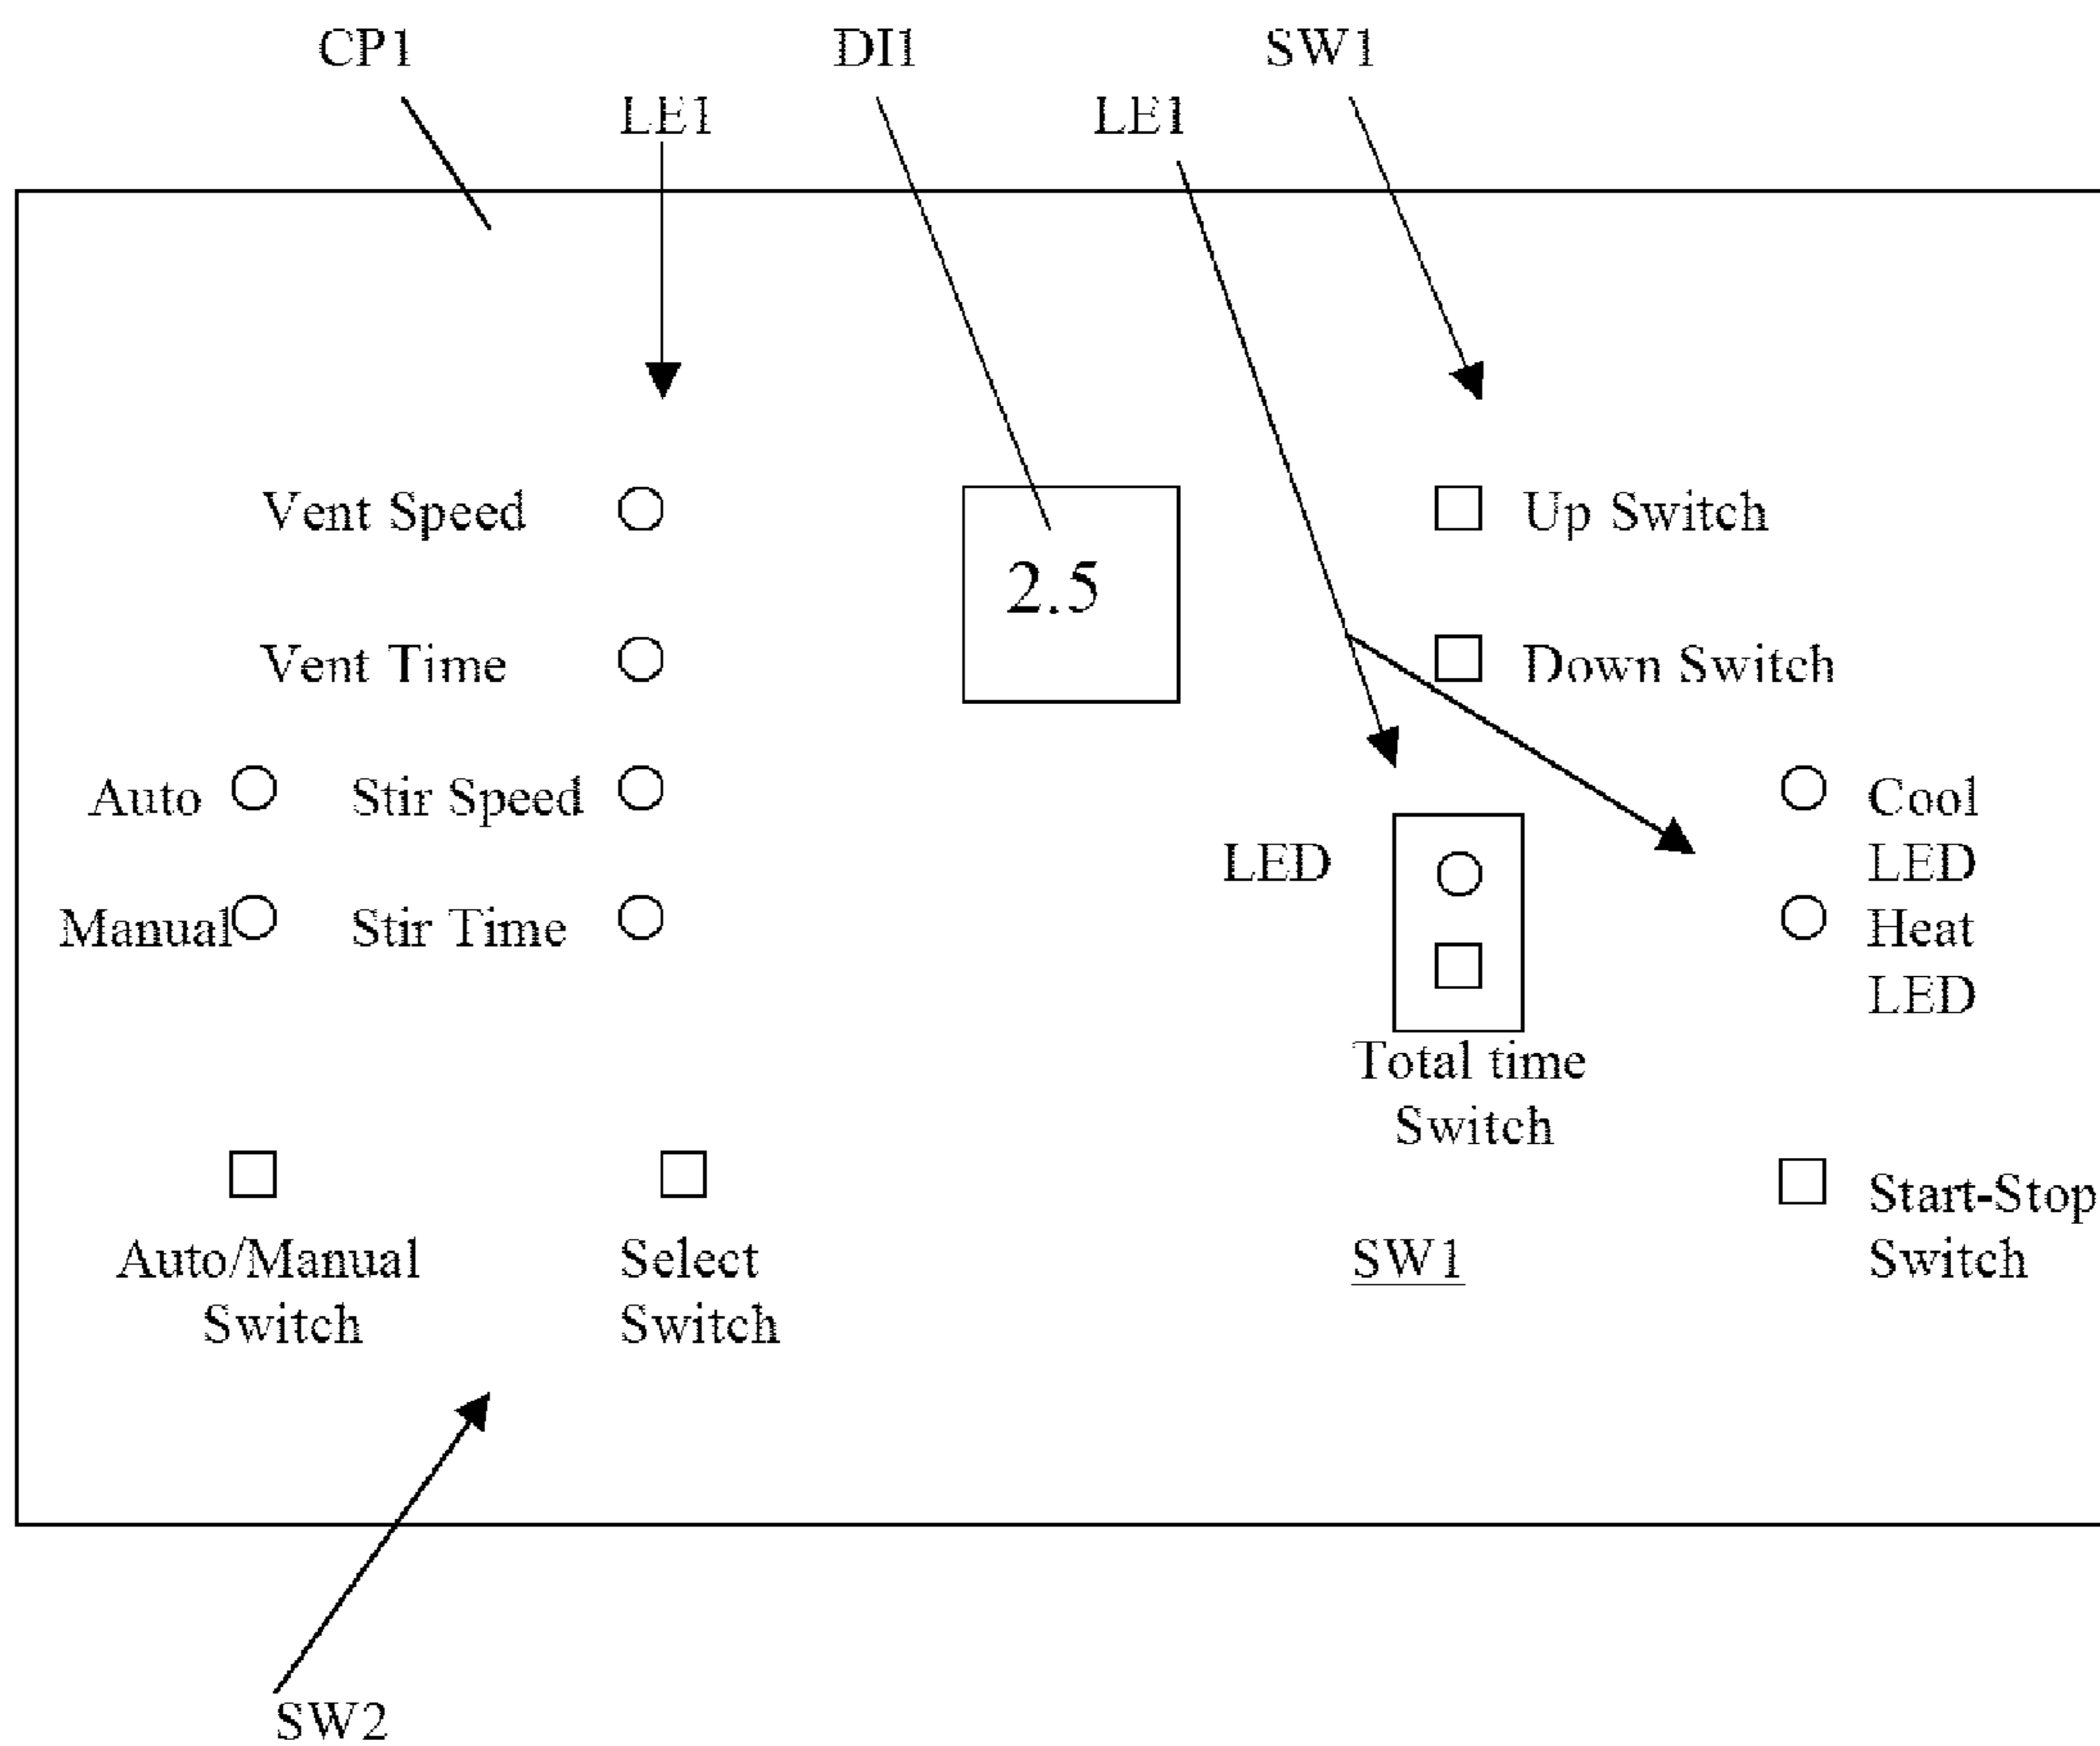 CP1
DI1
SW1
LE1
LE1
Vent Speed
2.5
Up Switch
Vent Time
Down Switch
Auto
Stir Speed
Cool
LED
LED
Manual
Stir Time
Heat
LED
Total time
Switch
Start-Stop
Switch
Auto/Manual
Switch
Select
Switch
SW1
SW2